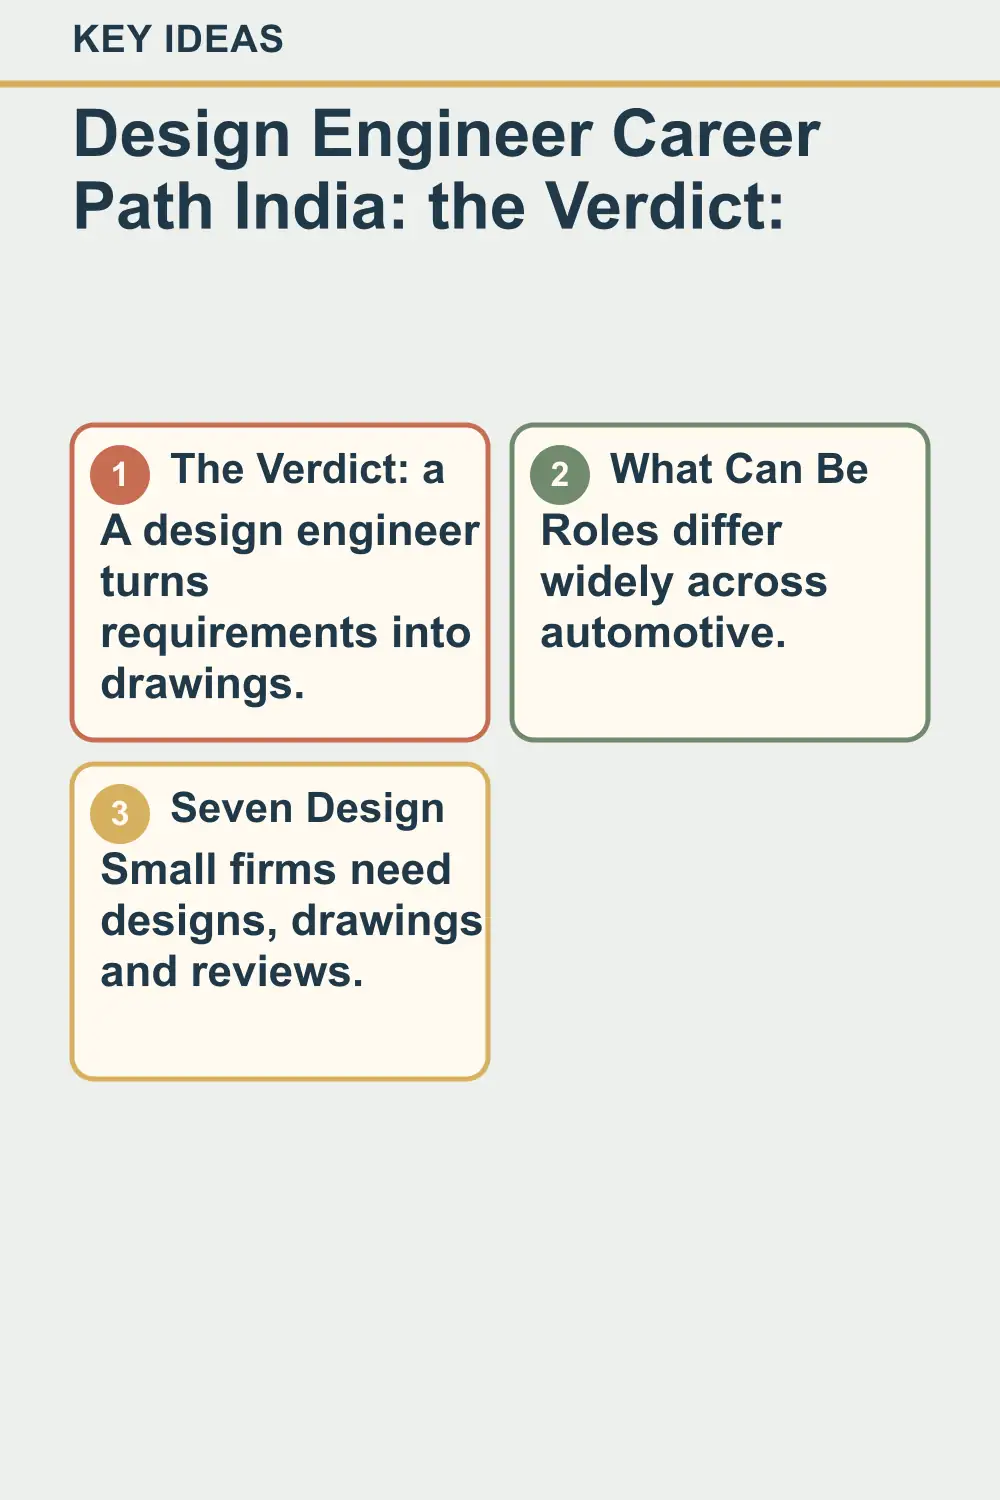 KEY IDEAS
Design Engineer Career
Path India: the Verdict:
1 The Verdict: a
A design engineer
turns
requirements into
drawings.
2 What Can Be
Roles differ
widely across
automotive.
3 Seven Design
Small firms need
designs, drawings
and reviews.